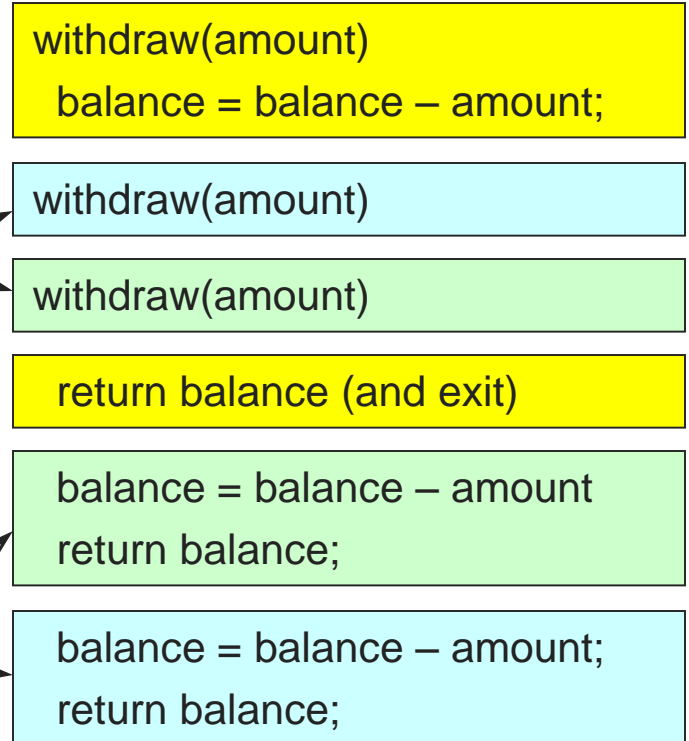 withdraw(amount)
balance = balance – amount;
withdraw(amount)
withdraw(amount)
return balance (and exit)
balance = balance – amount
return balance;
balance = balance – amount;
return balance;